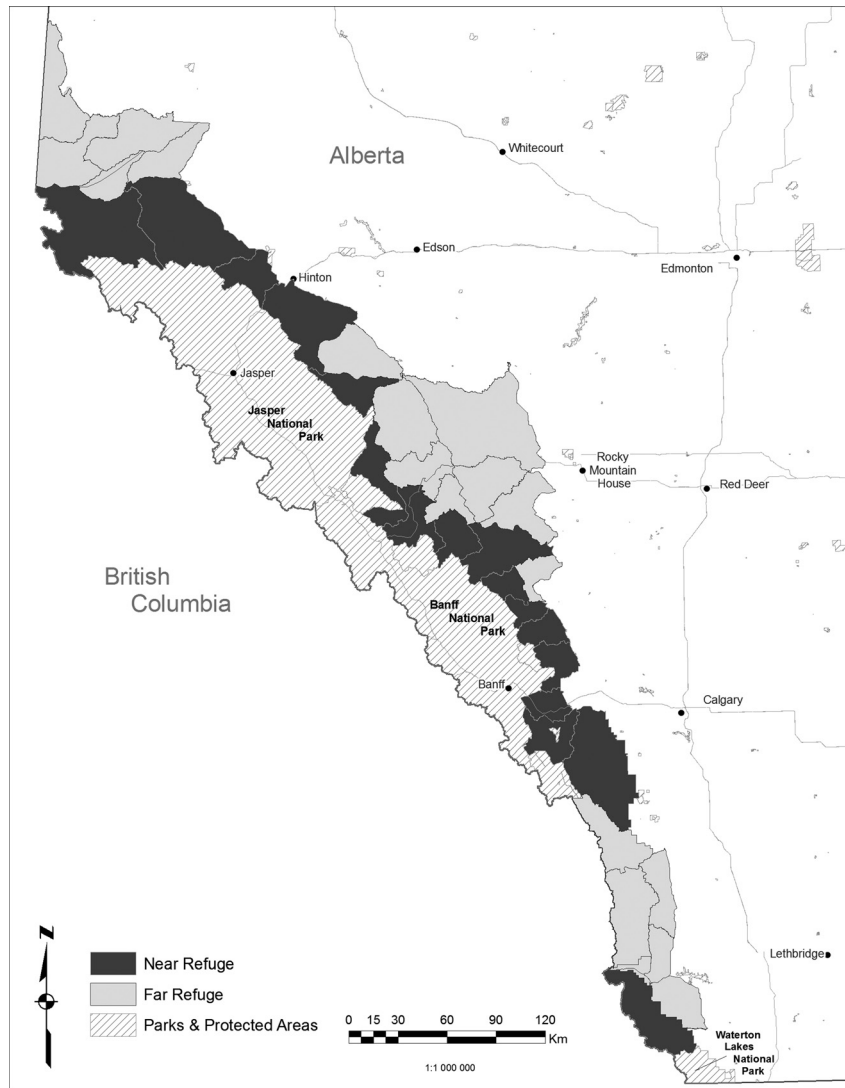 Alberta
Whitecourt
Edson
Edmonton
Hinton
Jasper
Jasper
National
Park
Rocky
Mountain
House
Red Deer
British
Columbia
Banff
National
Park
Banff
Calgary
N
Near Refuge
Far Refuge
Parks & Protected Areas
0 15 30 60 90 120
Km
1:1 000 000
Lethbridge
Waterton
Lakes
National
Park